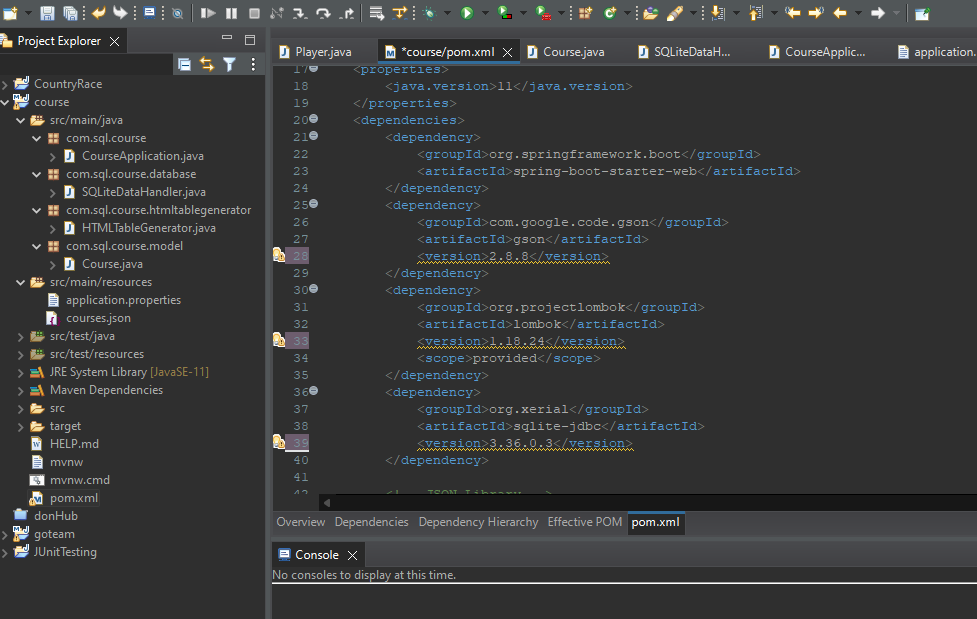 Project Explorer
CountryRace
course
src/main/java
com.sql.course
CourseApplication.java
com.sql.course.database
SQLiteDataHandler.java
com.sql.course.htmltablegenerator
HTMLTableGenerator.java
com.sql.course.model
Course.java
src/main/resources
application.properties
courses.json
src/test/java
src/test/resources
JRE System Library [JavaSE-11]
Maven Dependencies
src
target
HELP.md
mvnw
mvnw.cmd
pom.xml
donHub
goteam
JUnitTesting
Player.java
*course/pom.xml
Course.java
SQLiteDataH...
CourseApplic...
application.
17 <properties>
18 <java.version>11</java.version>
19 </properties>
20 <dependencies>
21 <dependency>
22 <groupId>org.springframework.boot</groupId>
23 <artifactId>spring-boot-starter-web</artifactId>
24 </dependency>
25 <dependency>
26 <groupId>com.google.code.gson</groupId>
27 <artifactId>gson</artifactId>
28 <version>2.8.8</version>
29 </dependency>
30 <dependency>
31 <groupId>org.projectlombok</groupId>
32 <artifactId>lombok</artifactId>
33 <version>1.18.24</version>
34 <scope>provided</scope>
35 </dependency>
36 <dependency>
37 <groupId>org.xerial</groupId>
38 <artifactId>sqlite-jdbc</artifactId>
39 <version>3.36.0.3</version>
40 </dependency>
41
42 <!-- JSON Library -->
Overview
Dependencies
Dependency Hierarchy
Effective POM
pom.xml
Console
No consoles to display at this time.